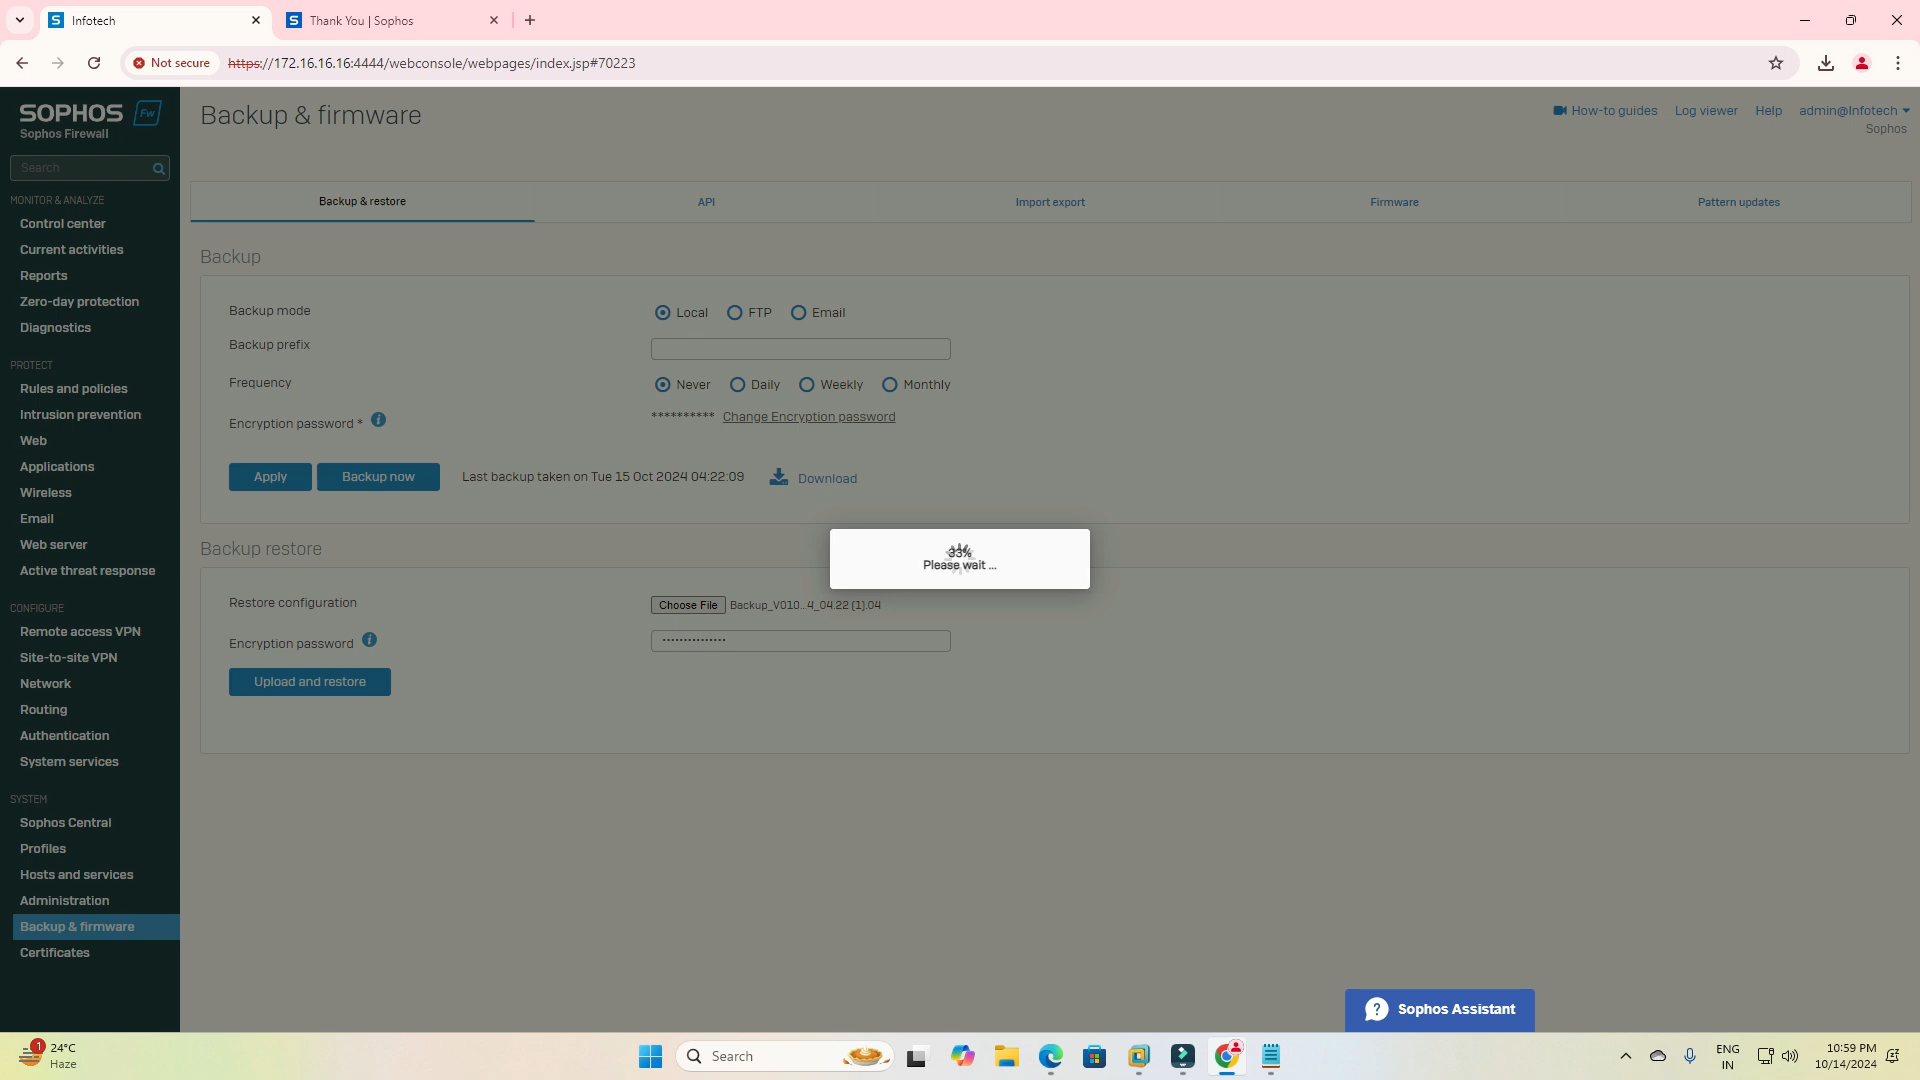 Infotech
Thank You | Sophos
Not secure
https://172.16.16.16:4444/webconsole/webpages/index.jsp#70223
SOPHOS Fw
Sophos Firewall
Search
MONITOR & ANALYZE
Control center
Current activities
Reports
Zero-day protection
Diagnostics
PROTECT
Rules and policies
Intrusion prevention
Web
Applications
Wireless
Email
Web server
Active threat response
CONFIGURE
Remote access VPN
Site-to-site VPN
Network
Routing
Authentication
System services
SYSTEM
Sophos Central
Profiles
Hosts and services
Administration
Backup & firmware
Certificates
Backup & firmware
How-to guides Log viewer Help admin@Infotech
Sophos
Backup & restore API Import export Firmware Pattern updates
Backup
Backup mode Local FTP Email
Backup prefix
Frequency Never Daily Weekly Monthly
Encryption password * ********** Change Encryption password
Apply Backup now Last backup taken on Tue 15 Oct 2024 04:22:09 Download
33%
Please wait ...
Backup restore
Restore configuration Choose File Backup_V010...4_04.22 (1).04
Encryption password ···············
Upload and restore
Sophos Assistant
1
24°C
Haze
Search
ENG
IN
10:59 PM
10/14/2024